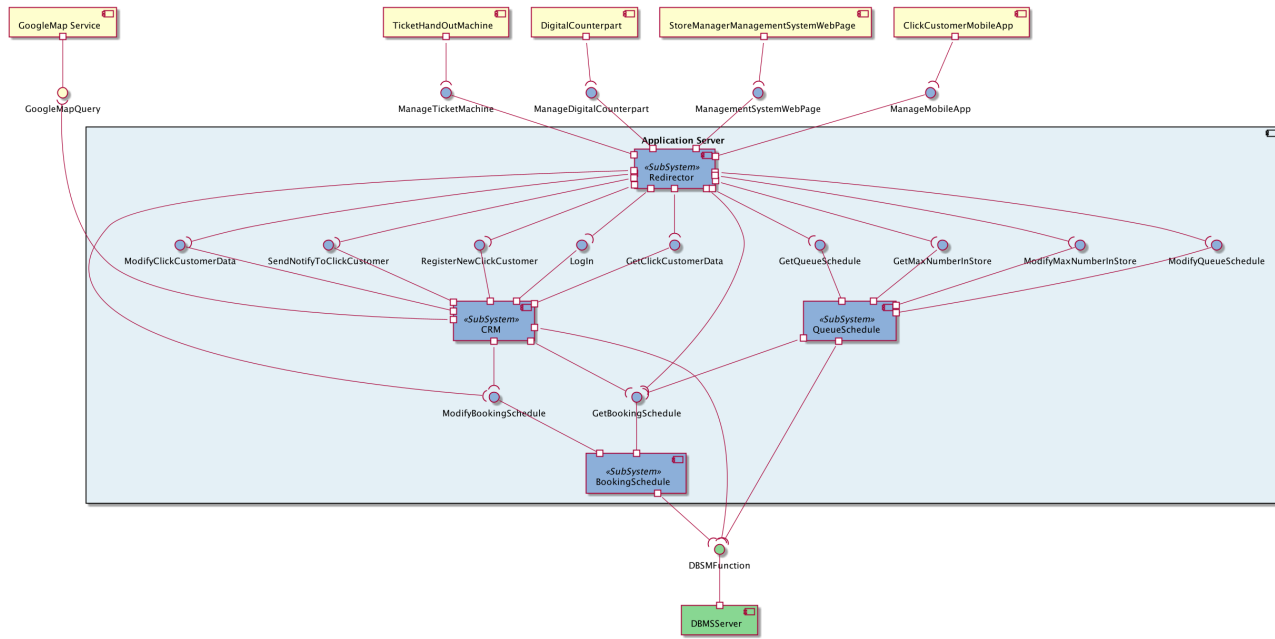 GoogleMap Service
TicketHandOutMachine
DigitalCounterpart
StoreManagerManagementSystemWebPage
ClickCustomerMobileApp
GoogleMapQuery
ManageTicketMachine
ManageDigitalCounterpart
ManagementSystemWebPage
ManageMobileApp
Application Server
«SubSystem»
Redirector
ModifyClickCustomerData
SendNotifyToClickCustomer
RegisterNewClickCustomer
LogIn
GetClickCustomerData
GetQueueSchedule
GetMaxNumberInStore
ModifyMaxNumberInStore
ModifyQueueSchedule
«SubSystem»
CRM
«SubSystem»
QueueSchedule
ModifyBookingSchedule
GetBookingSchedule
«SubSystem»
BookingSchedule
DBSMFunction
DBMSServer